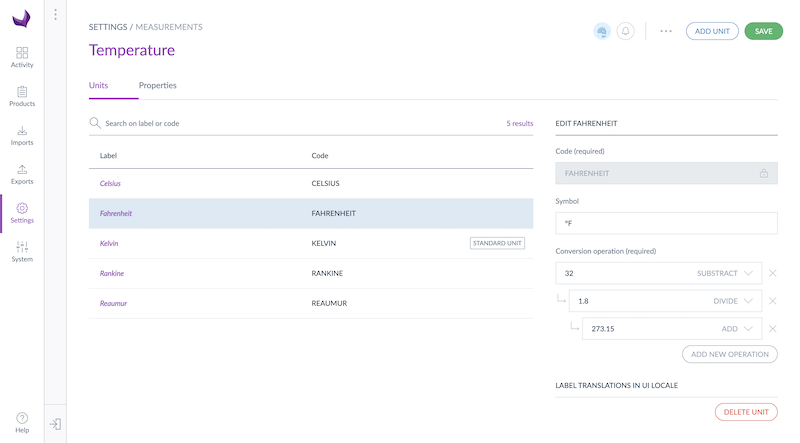 SETTINGS / MEASUREMENTS
ADD UNIT
SAVE
Temperature
Activity
Products
Imports
Exports
Settings
System
Help
Units
Properties
Search on label or code
5 results
Label
Code
Celsius
CELSIUS
Fahrenheit
FAHRENHEIT
Kelvin
KELVIN
STANDARD UNIT
Rankine
RANKINE
Reaumur
REAUMUR
EDIT FAHRENHEIT
Code (required)
FAHRENHEIT
Symbol
°F
Conversion operation (required)
32
SUBSTRACT
1.8
DIVIDE
273.15
ADD
ADD NEW OPERATION
LABEL TRANSLATIONS IN UI LOCALE
DELETE UNIT